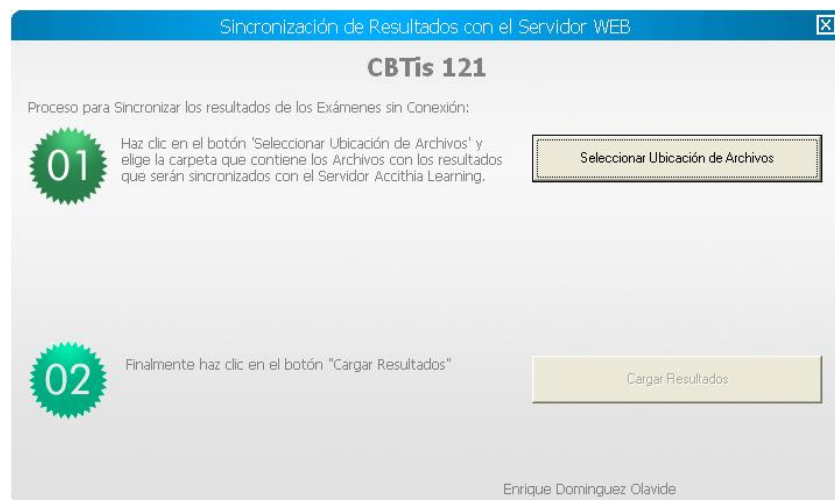 Sincronización de Resultados con el Servidor WEB
CBTis 121
Proceso para Sincronizar los resultados de los Exámenes sin Conexión:
01
Haz clic en el botón 'Seleccionar Ubicación de Archivos' y
elige la carpeta que contiene los Archivos con los resultados
que serán sincronizados con el Servidor Accithia Learning.
Seleccionar Ubicación de Archivos
02
Finalmente haz clic en el botón "Cargar Resultados"
Cargar Resultados
Enrique Dominguez Olavide